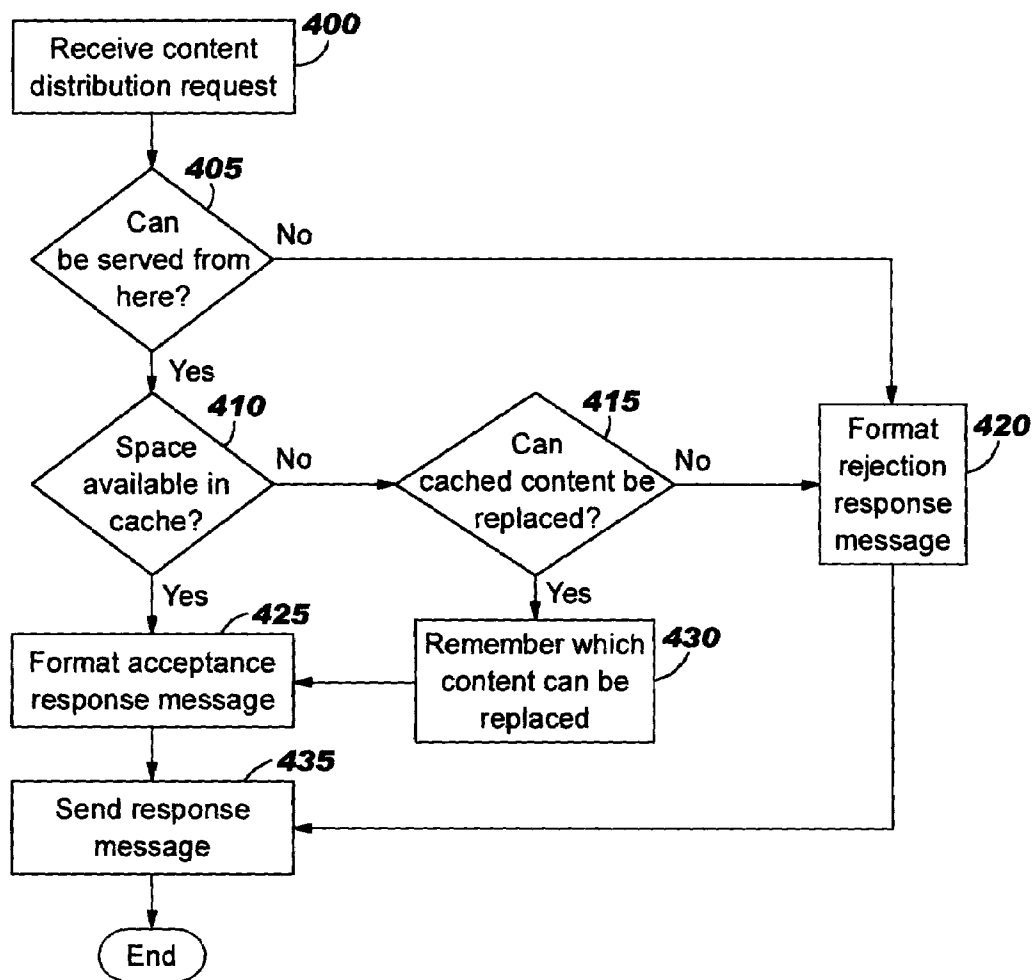 400
Receive content
distribution request
405
Can
be served from
here?
No
Yes
410
Space
available in
cache?
No
415
Can
cached content be
replaced?
No
420
Format
rejection
response
message
Yes
Yes
425
Format acceptance
response message
430
Remember which
content can be
replaced
435
Send response
message
End